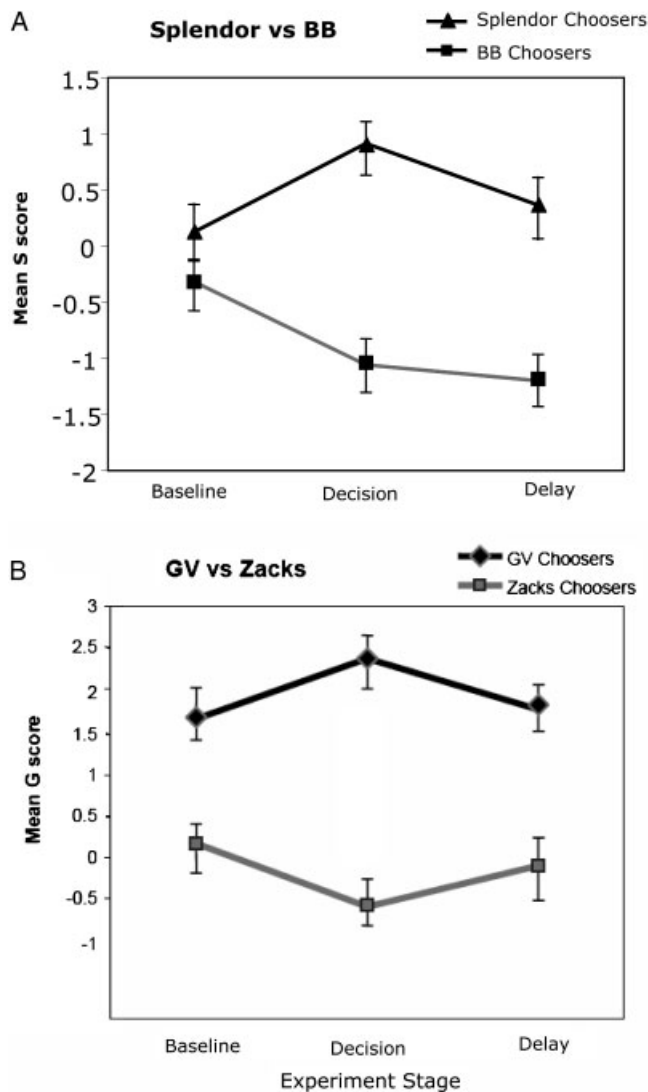 A
Splendor vs BB
Splendor Choosers
BB Choosers
1.5
1
0.5
0
-0.5
-1
-1.5
-2
Mean S score
Baseline Decision Delay
B
GV vs Zacks
GV Choosers
Zacks Choosers
3
2.5
2
1.5
1
0.5
0
-0.5
-1
Mean G score
Baseline Decision Delay
Experiment Stage